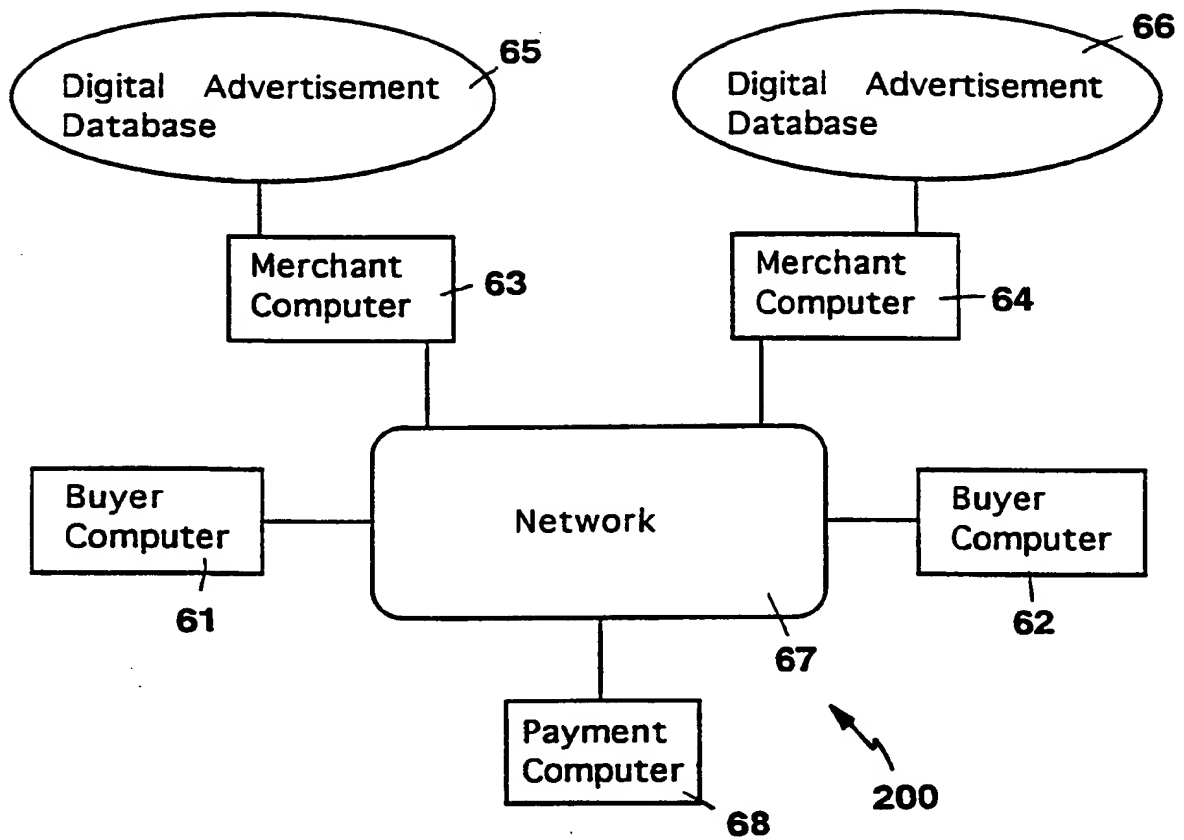 65
66
Digital Advertisement
Database
Digital Advertisement
Database
Merchant
Computer
63
Merchant
Computer
64
Buyer
Computer
61
Network
67
Buyer
Computer
62
Payment
Computer
68
200